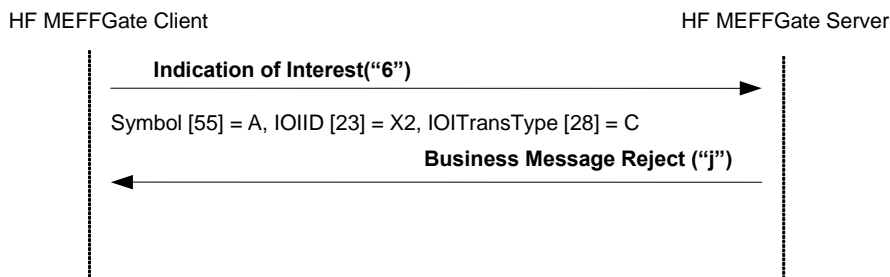 HF MEFFGate Client HF MEFFGate Server
Indication of Interest(“6”)
Symbol [55] = A, IOIID [23] = X2, IOITransType [28] = C
Business Message Reject (“j”)